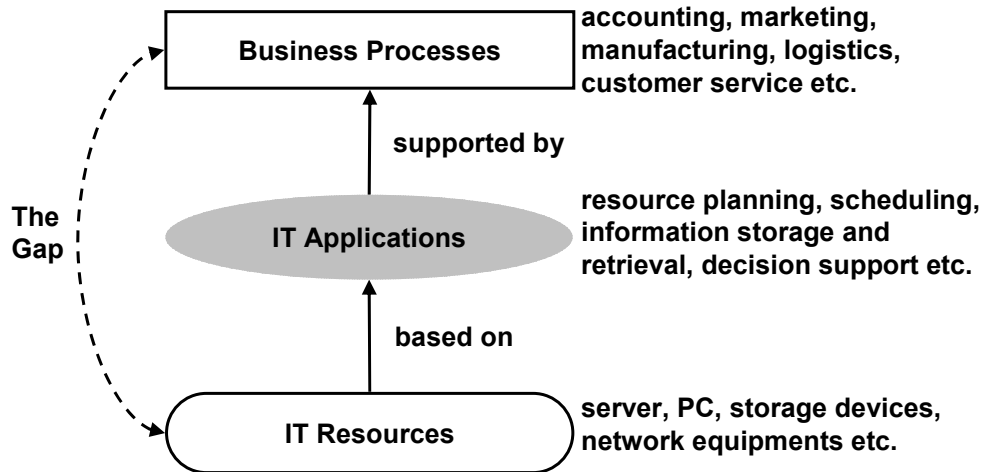 Business Processes
accounting, marketing,
manufacturing, logistics,
customer service etc.
supported by
The
Gap
IT Applications
resource planning, scheduling,
information storage and
retrieval, decision support etc.
based on
IT Resources
server, PC, storage devices,
network equipments etc.